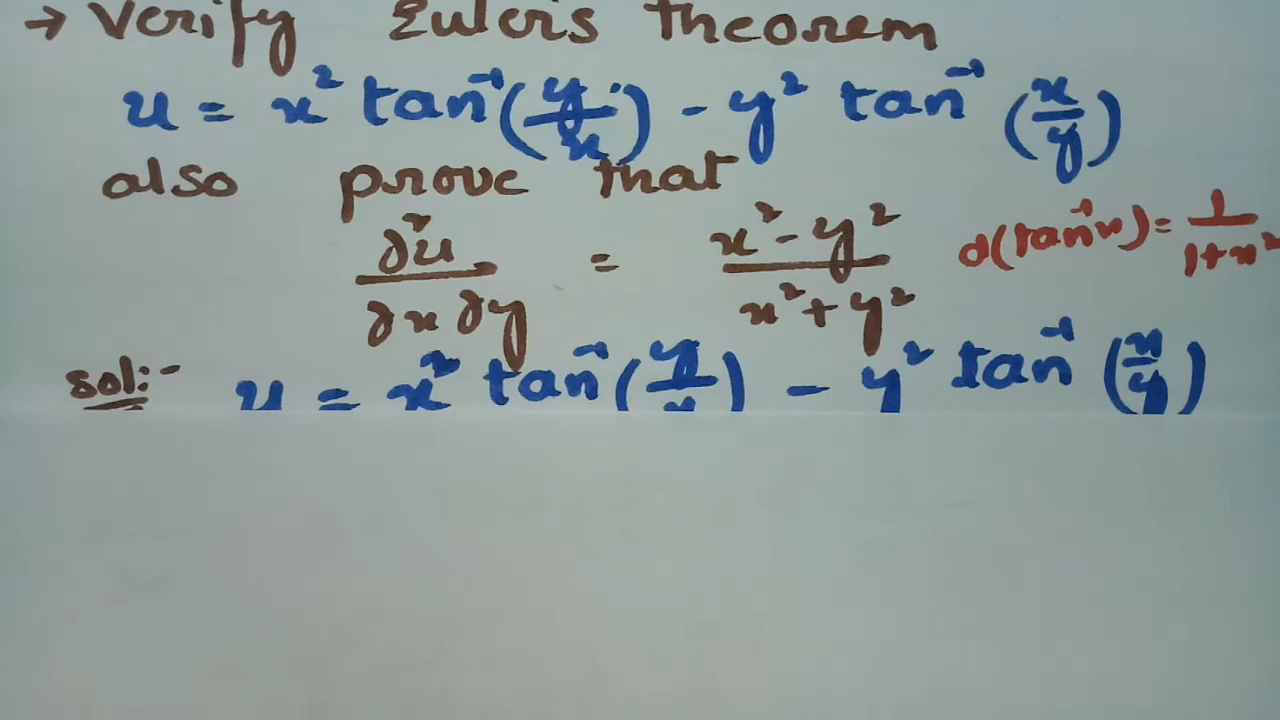 → Verify Euler's theorem
u = x² tan⁻¹(y/x) - y² tan⁻¹(x/y)
also prove that
∂²u/∂x∂y = x²-y²/x²+y² d(tan⁻¹x) = 1/1+x²
sol:- u = x² tan⁻¹(y/x) - y² tan⁻¹(x/y)